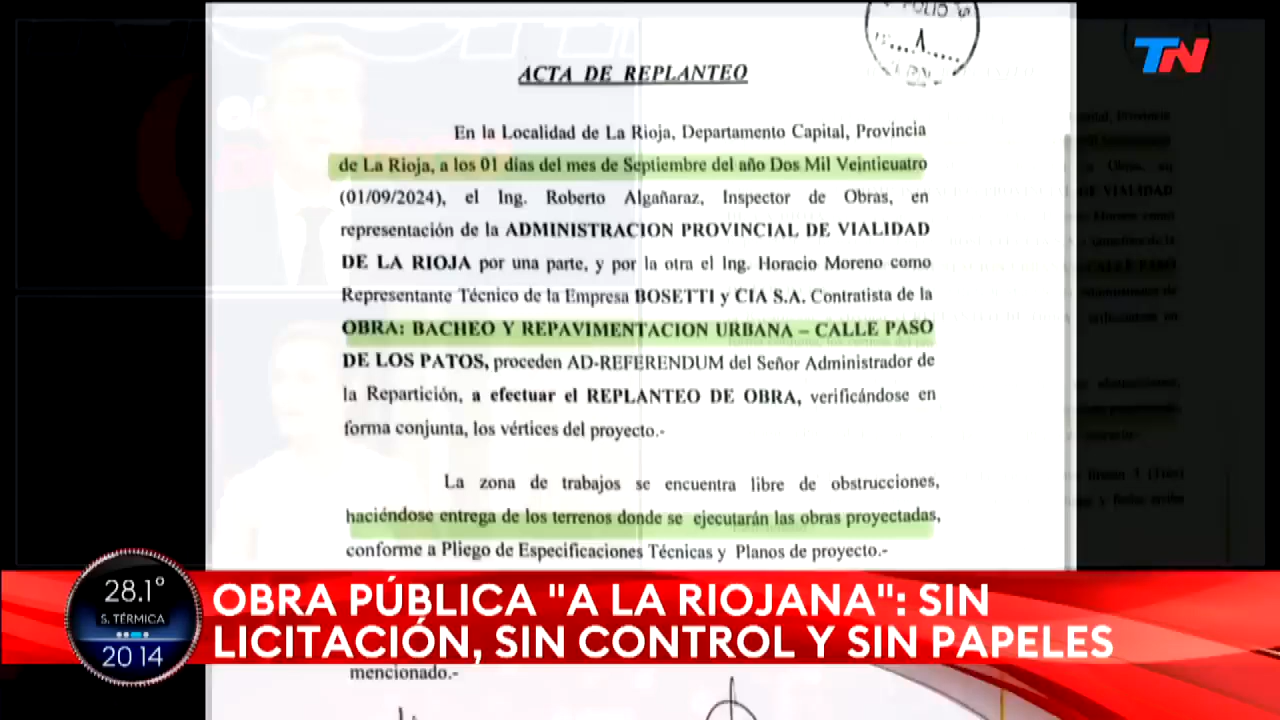 FOLIO
TN
ACTA DE REPLANTEO
En la Localidad de La Rioja, Departamento Capital, Provincia
de La Rioja, a los 01 días del mes de Septiembre del año Dos Mil Veinticuatro
(01/09/2024), el Ing. Roberto Algañaraz, Inspector de Obras, en
representación de la ADMINISTRACION PROVINCIAL DE VIALIDAD
DE LA RIOJA por una parte, y por la otra el Ing. Horacio Moreno como
Representante Técnico de la Empresa BOSETTI y CIA S.A. Contratista de la
OBRA: BACHEO Y REPAVIMENTACION URBANA – CALLE PASO
DE LOS PATOS, proceden AD-REFERENDUM del Señor Administrador de
la Repartición, a efectuar el REPLANTEO DE OBRA, verificándose en
forma conjunta, los vértices del proyecto.-
La zona de trabajos se encuentra libre de obstrucciones,
haciéndose entrega de los terrenos donde se ejecutarán las obras proyectadas,
conforme a Pliego de Especificaciones Técnicas y Planos de proyecto.-
28.1°
S. TÉRMICA
20 14
OBRA PÚBLICA "A LA RIOJANA": SIN
LICITACIÓN, SIN CONTROL Y SIN PAPELES
mencionado.-